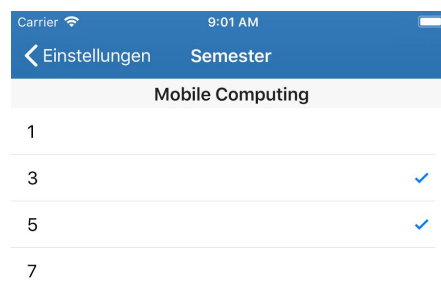 Carrier 9:01 AM
Einstellungen Semester
Mobile Computing
1
3
5
7